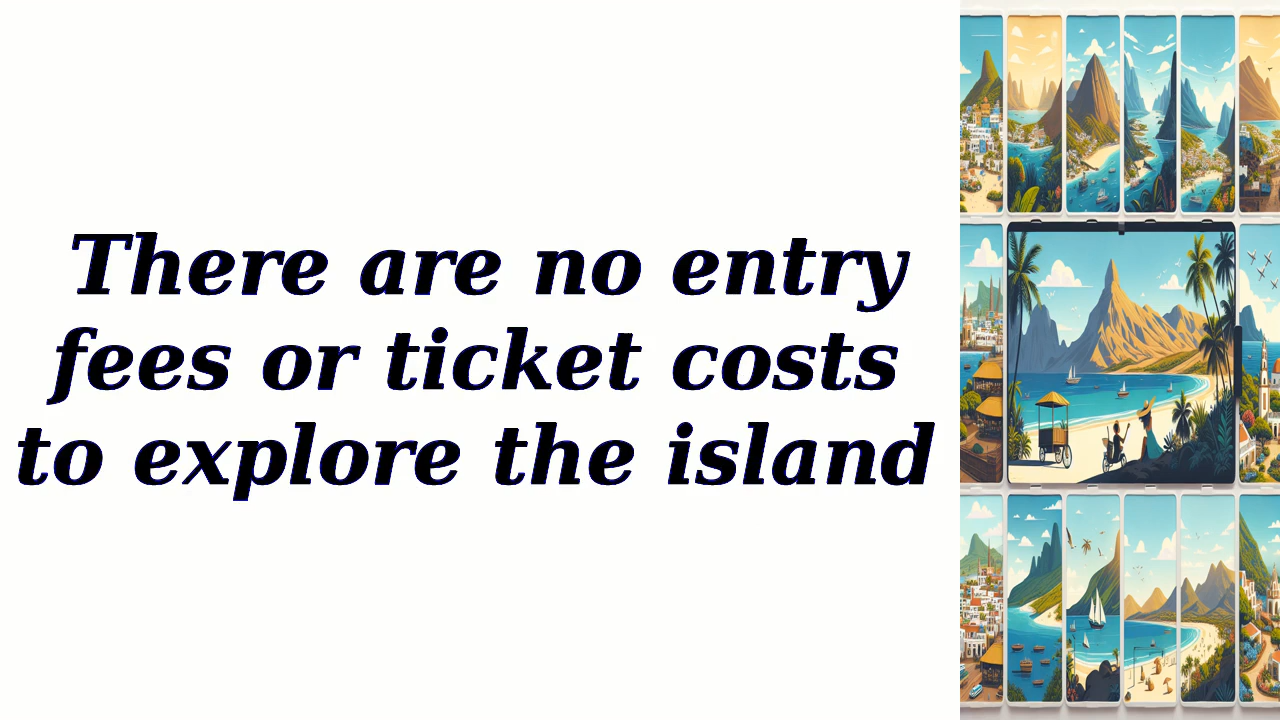 There are no entry
fees or ticket costs
to explore the island